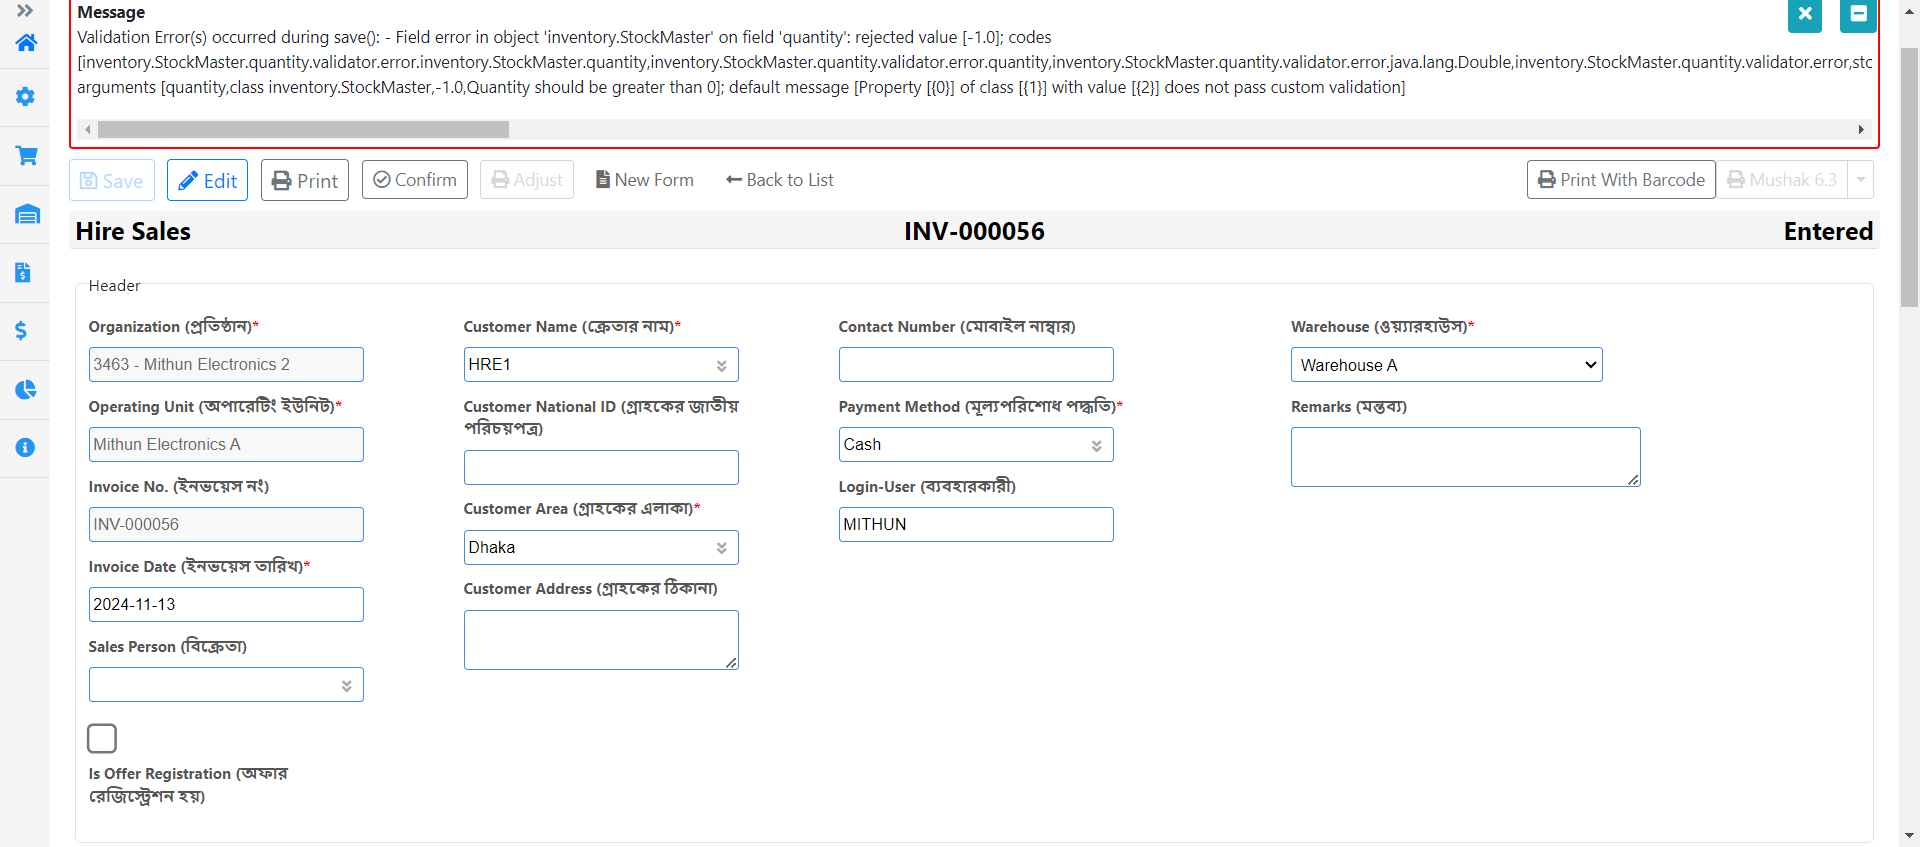 Message
Validation Error(s) occurred during save(): - Field error in object 'inventory.StockMaster' on field 'quantity': rejected value [-1.0]; codes
[inventory.StockMaster.quantity.validator.error.inventory.StockMaster.quantity,inventory.StockMaster.quantity.validator.error.quantity,inventory.StockMaster.quantity.validator.error.java.lang.Double,inventory.StockMaster.quantity.validator.error,stc
arguments [quantity,class inventory.StockMaster,-1.0,Quantity should be greater than 0]; default message [Property [{0}] of class [{1}] with value [{2}] does not pass custom validation]
Save Edit Print Confirm Adjust New Form Back to List Print With Barcode Mushak 6.3
Hire Sales INV-000056 Entered
Header
Organization (প্রতিষ্ঠান)*
3463 - Mithun Electronics 2
Operating Unit (অপারেটিং ইউনিট)*
Mithun Electronics A
Invoice No. (ইনভয়েস নং)
INV-000056
Invoice Date (ইনভয়েস তারিখ)*
2024-11-13
Sales Person (বিক্রেতা)
Is Offer Registration (অফার
রেজিস্ট্রেশন হয়)
Customer Name (ক্রেতার নাম)*
HRE1
Customer National ID (গ্রাহকের জাতীয়
পরিচয়পত্র)
Customer Area (গ্রাহকের এলাকা)*
Dhaka
Customer Address (গ্রাহকের ঠিকানা)
Contact Number (মোবাইল নাম্বার)
Payment Method (মূল্যপরিশোধ পদ্ধতি)*
Cash
Login-User (ব্যবহারকারী)
MITHUN
Warehouse (ওয়্যারহাউস)*
Warehouse A
Remarks (মন্তব্য)